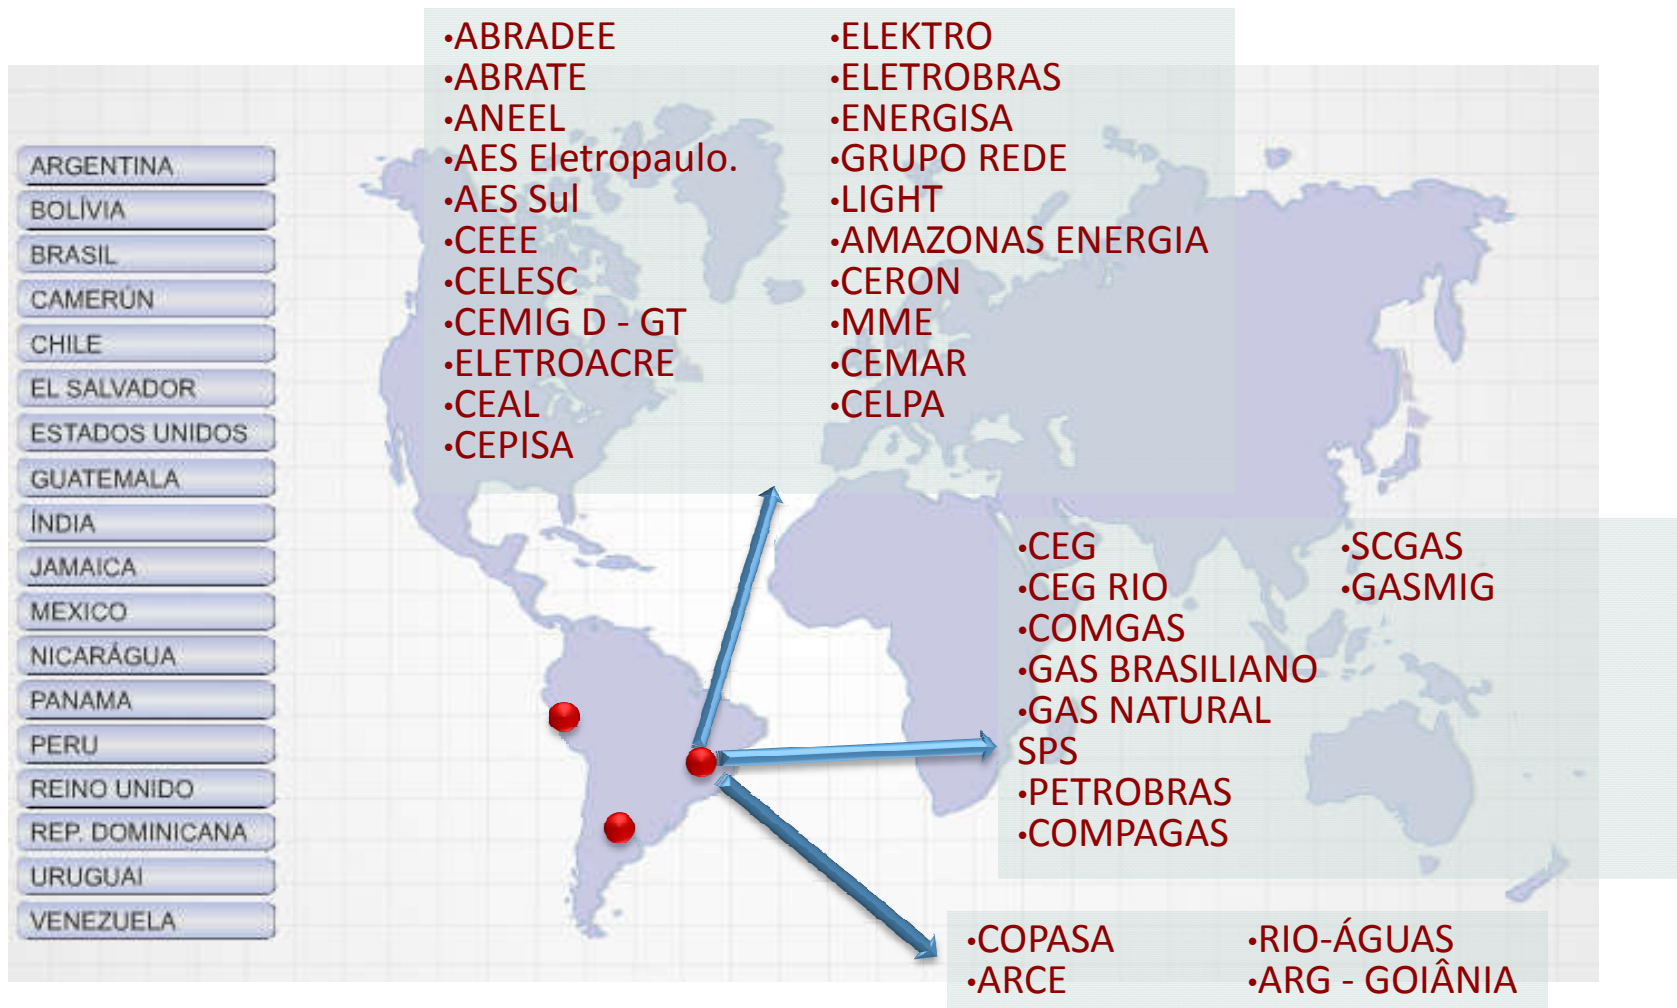 ARGENTINA
BOLÍVIA
BRASIL
CAMERÚN
CHILE
EL SALVADOR
ESTADOS UNIDOS
GUATEMALA
ÍNDIA
JAMAICA
MEXICO
NICARÁGUA
PANAMA
PERU
REINO UNIDO
REP. DOMINICANA
URUGUAI
VENEZUELA
•ABRADEE
•ABRATE
•ANEEL
•AES Eletropaulo.
•AES Sul
•CEEE
•CELESC
•CEMIG D - GT
•ELETROACRE
•CEAL
•CEPISA
•ELEKTRO
•ELETROBRAS
•ENERGISA
•GRUPO REDE
•LIGHT
•AMAZONAS ENERGIA
•CERON
•MME
•CEMAR
•CELPA
•CEG
•CEG RIO
•COMGAS
•GAS BRASILIANO
•GAS NATURAL
SPS
•PETROBRAS
•COMPAGAS
•SCGAS
•GASMIG
•COPASA
•ARCE
•RIO-ÁGUAS
•ARG - GOIÂNIA